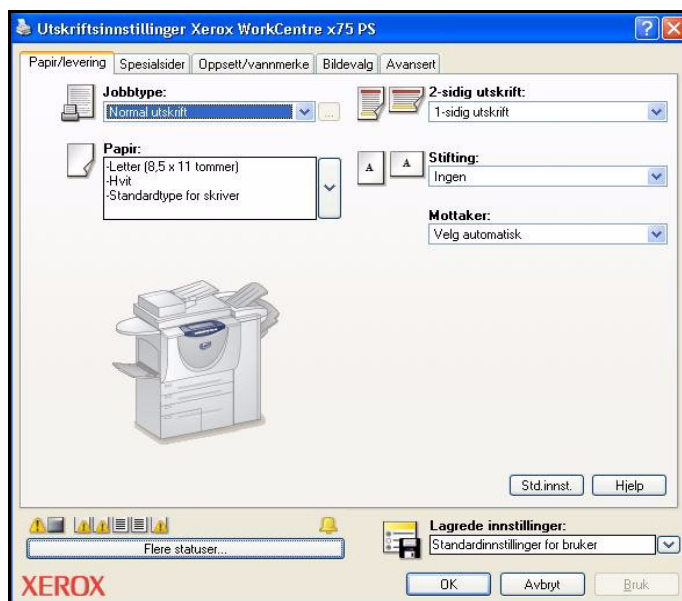 Utskriftsinnstillinger Xerox WorkCentre x75 PS
Papir/levering Spesialsider Oppsett/vannmerke Bildevalg Avansert
Jobbtype:
Normal utskrift
...
2-sidig utskrift:
1-sidig utskrift
Papir:
-Letter (8,5 x 11 tommer)
-Hvit
-Standardtype for skriver
A A
Stifting:
Ingen
Mottaker:
Velg automatisk
Std.innst. Hjelp
Flere statuser...
Lagrede innstillinger:
Standardinnstillinger for bruker
XEROX
OK Avbryt Bruk